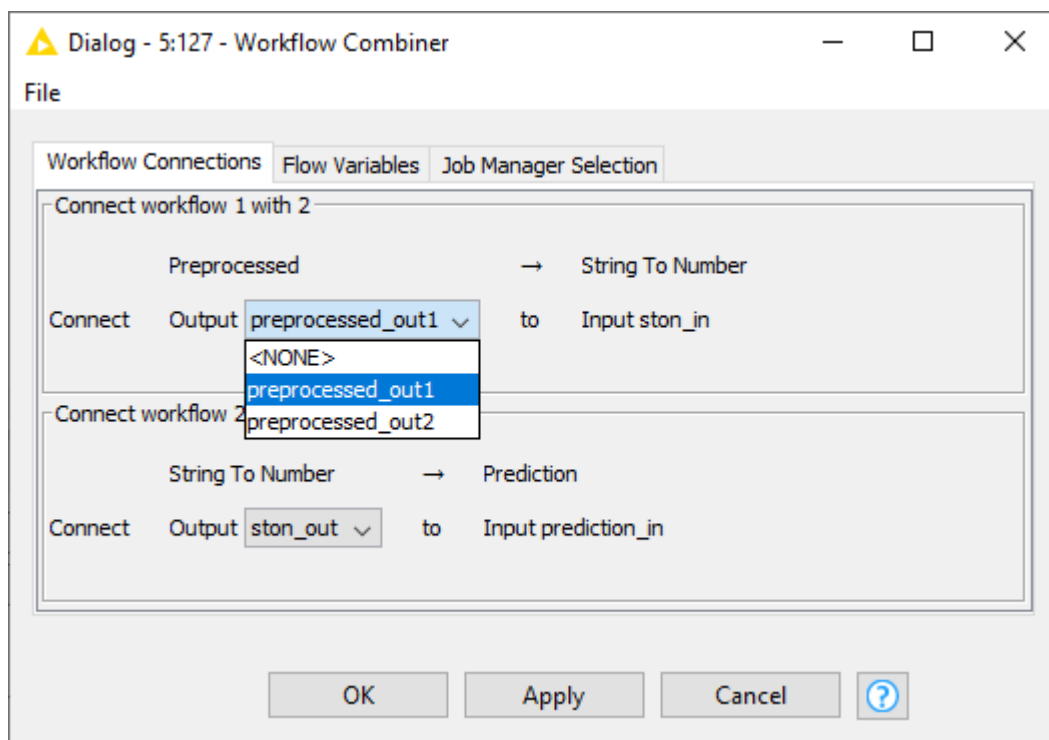 Dialog - 5:127 - Workflow Combiner
File
Workflow Connections Flow Variables Job Manager Selection
Connect workflow 1 with 2
Preprocessed → String To Number
Connect Output preprocessed_out1 to Input ston_in
<NONE>
preprocessed_out1
preprocessed_out2
Connect workflow 2
String To Number → Prediction
Connect Output ston_out to Input prediction_in
OK Apply Cancel ?